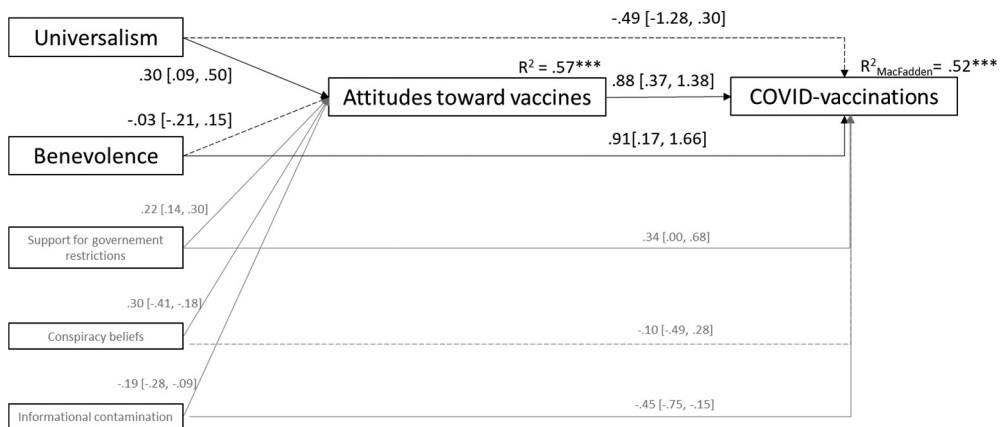 Universalism
-.49 [-1.28, .30]
.30 [.09, .50]
R² = .57***
R²MacFadden= .52***
.88 [.37, 1.38]
Attitudes toward vaccines
COVID-vaccinations
-.03 [-.21, .15]
Benevolence
.91[.17, 1.66]
.22 [.14, .30]
Support for governement
restrictions
.34 [.00, .68]
.30 [-.41, -.18]
Conspiracy beliefs
-.10 [-.49, .28]
-.19 [-.28, -.09]
Informational contamination
-.45 [-.75, -.15]